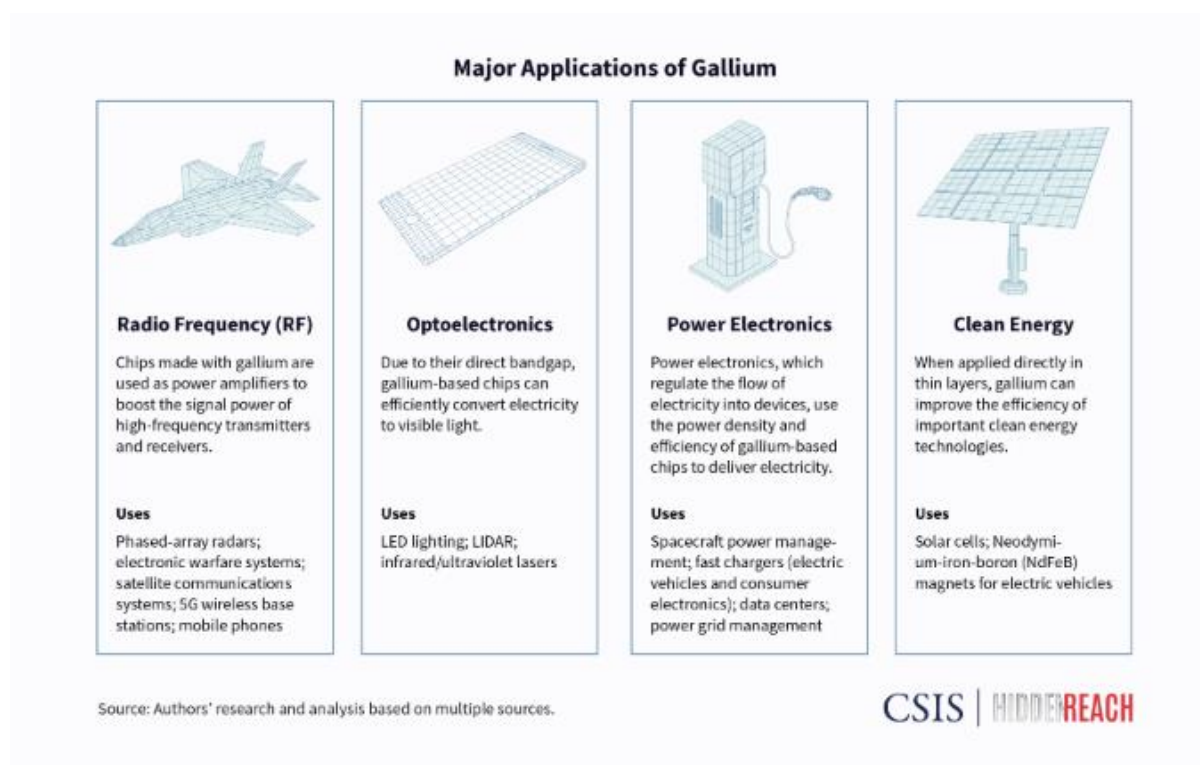 Major Applications of Gallium
Radio Frequency (RF)
Chips made with gallium are
used as power amplifiers to
boost the signal power of
high-frequency transmitters
and receivers.
Uses
Phased-array radars;
electronic warfare systems;
satellite communications
systems; 5G wireless base
stations; mobile phones
Optoelectronics
Due to their direct bandgap,
gallium-based chips can
efficiently convert electricity
to visible light.
Uses
LED lighting; LIDAR;
infrared/ultraviolet lasers
Power Electronics
Power electronics, which
regulate the flow of
electricity into devices, use
the power density and
efficiency of gallium-based
chips to deliver electricity.
Uses
Spacecraft power manage-
ment; fast chargers (electric
vehicles and consumer
electronics); data centers;
power grid management
Clean Energy
When applied directly in
thin layers, gallium can
improve the efficiency of
important clean energy
technologies.
Uses
Solar cells; Neodymi-
um-iron-boron (NdFeB)
magnets for electric vehicles
Source: Authors' research and analysis based on multiple sources.
CSIS | HIDDENREACH